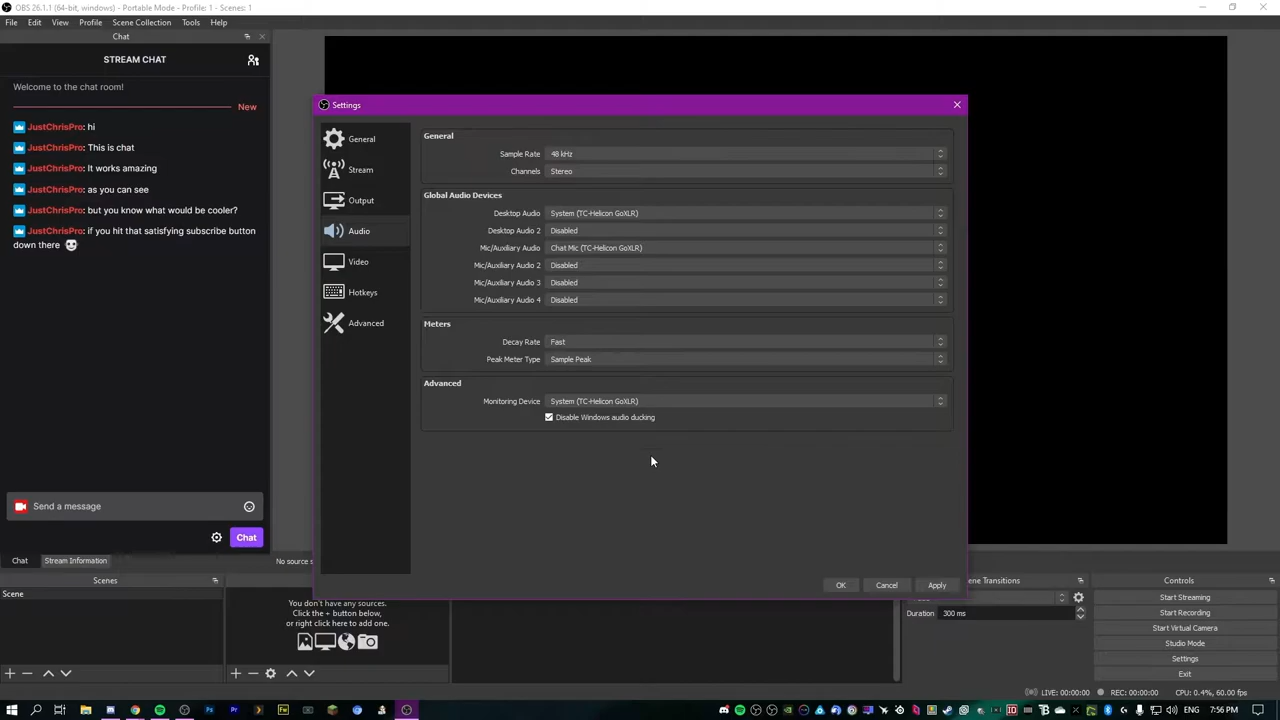 OBS 26.1.1 (64-bit, windows) - Portable Mode - Profile: 1 - Scenes: 1
File Edit View Profile Scene Collection Tools Help
Chat
STREAM CHAT
Welcome to the chat room!
New
JustChrisPro: hi
JustChrisPro: This is chat
JustChrisPro: It works amazing
JustChrisPro: as you can see
JustChrisPro: but you know what would be cooler?
JustChrisPro: if you hit that satisfying subscribe button
down there
Send a message
Chat
Chat Stream Information
Settings
General
Stream
Output
Audio
Video
Hotkeys
Advanced
General
Sample Rate 48 kHz
Channels Stereo
Global Audio Devices
Desktop Audio System (TC-Helicon GoXLR)
Desktop Audio 2 Disabled
Mic/Auxiliary Audio Chat Mic (TC-Helicon GoXLR)
Mic/Auxiliary Audio 2 Disabled
Mic/Auxiliary Audio 3 Disabled
Mic/Auxiliary Audio 4 Disabled
Meters
Decay Rate Fast
Peak Meter Type Sample Peak
Advanced
Monitoring Device System (TC-Helicon GoXLR)
Disable Windows audio ducking
OK Cancel Apply
No source s
Scenes
Scene
You don't have any sources.
Click the + button below,
or right click here to add one.
cene Transitions
Duration 300 ms
Controls
Start Streaming
Start Recording
Start Virtual Camera
Studio Mode
Settings
Exit
LIVE: 00:00:00 REC: 00:00:00 CPU: 0.4%, 60.00 fps
7:56 PM